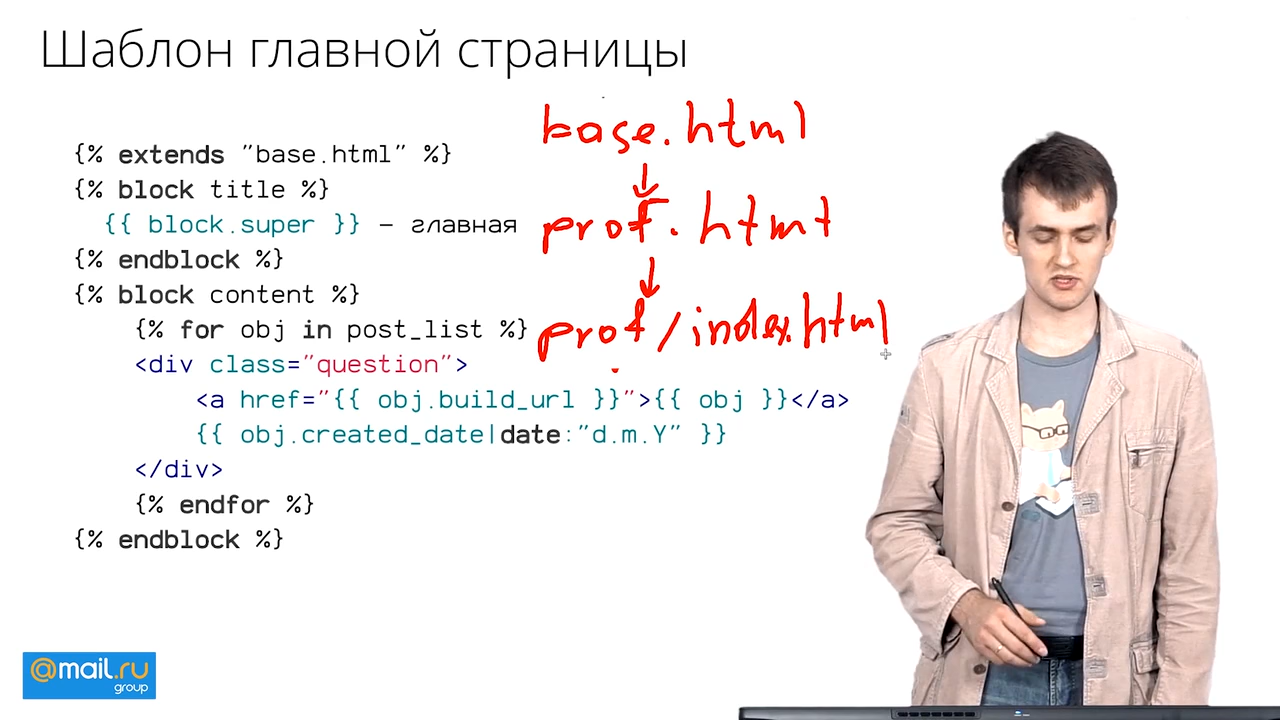 Шаблон главной страницы
{% extends "base.html" %}
{% block title %}
{{ block.super }} – главная
{% endblock %}
{% block content %}
{% for obj in post_list %}
<div class="question">
<a href="{{ obj.build_url }}">{{ obj }}</a>
{{ obj.created_date|date:"d.m.Y" }}
</div>
{% endfor %}
{% endblock %}
base.html
prof.html
prof/index.html
@mail.ru
group